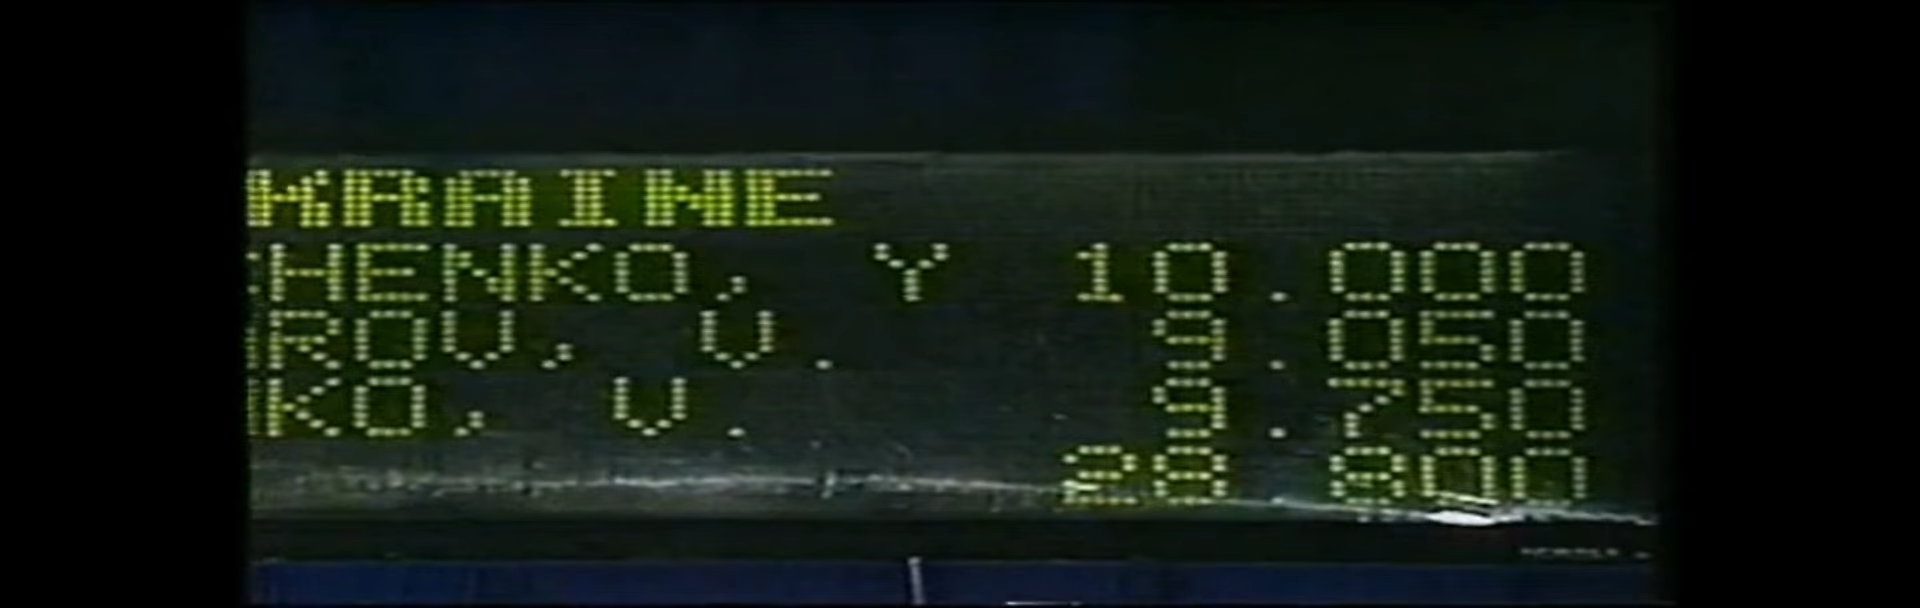 KRAINE
HENKO, Y 10.000
ROV, V. 9.050
KO, V. 9.750
28 800